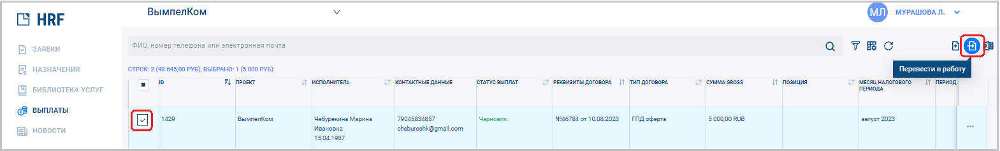 HRF
ВымпелКом
МЛ
МУРАШОВА Л.
ЗАЯВКИ
НАЗНАЧЕНИЯ
БИБЛИОТЕКА УСЛУГ
ВЫПЛАТЫ
НОВОСТИ
ФИО, номер телефона или электронная почта
Перевести в работу
СТРОК: 2 (48 645,00 РУБ), ВЫБРАНО: 1 (5 000 РУБ)
ID
ПРОЕКТ
ИСПОЛНИТЕЛЬ
КОНТАКТНЫЕ ДАННЫЕ
СТАТУС ВЫПЛАТ
РЕКВИЗИТЫ ДОГОВОРА
ТИП ДОГОВОРА
СУММА GROSS
ПОЗИЦИЯ
МЕСЯЦ НАЛОГОВОГО
ПЕРИОДА
ПЕРИОД
1429
ВымпелКом
Чебурекина Марина
Ивановна
15.04.1987
79045834857
chebureshk@gmail.com
Черновик
№46784 от 10.08.2023
ГПД оферта
5 000,00 RUB
август 2023